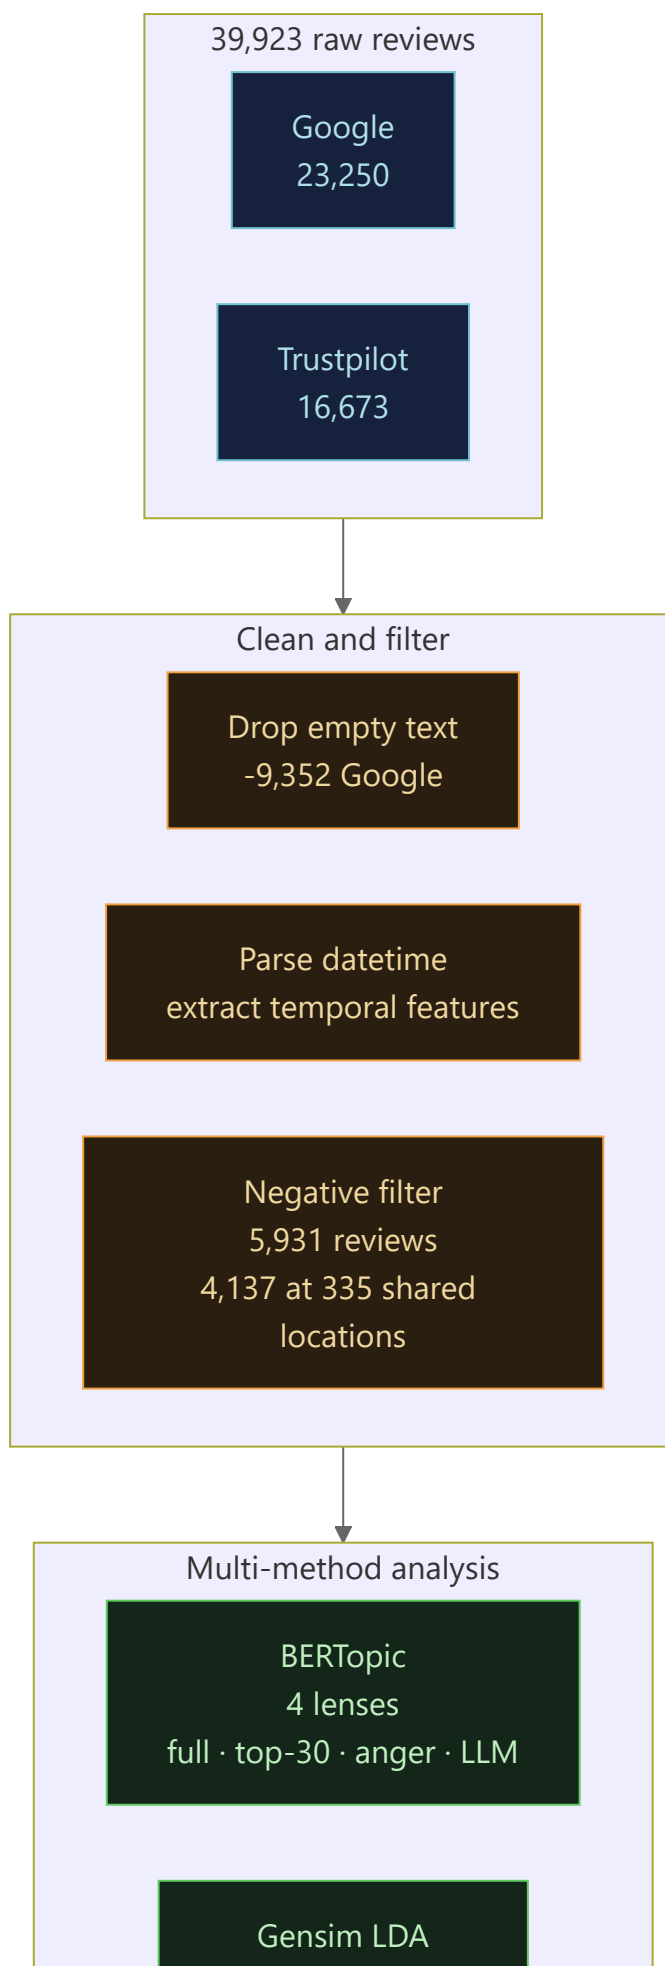 39,923 raw reviews
Google
23,250
Trustpilot
16,673
Clean and filter
Drop empty text
-9,352 Google
Parse datetime
extract temporal features
Negative filter
5,931 reviews
4,137 at 335 shared
locations
Multi-method analysis
BERTopic
4 lenses
full · top-30 · anger · LLM
Gensim LDA